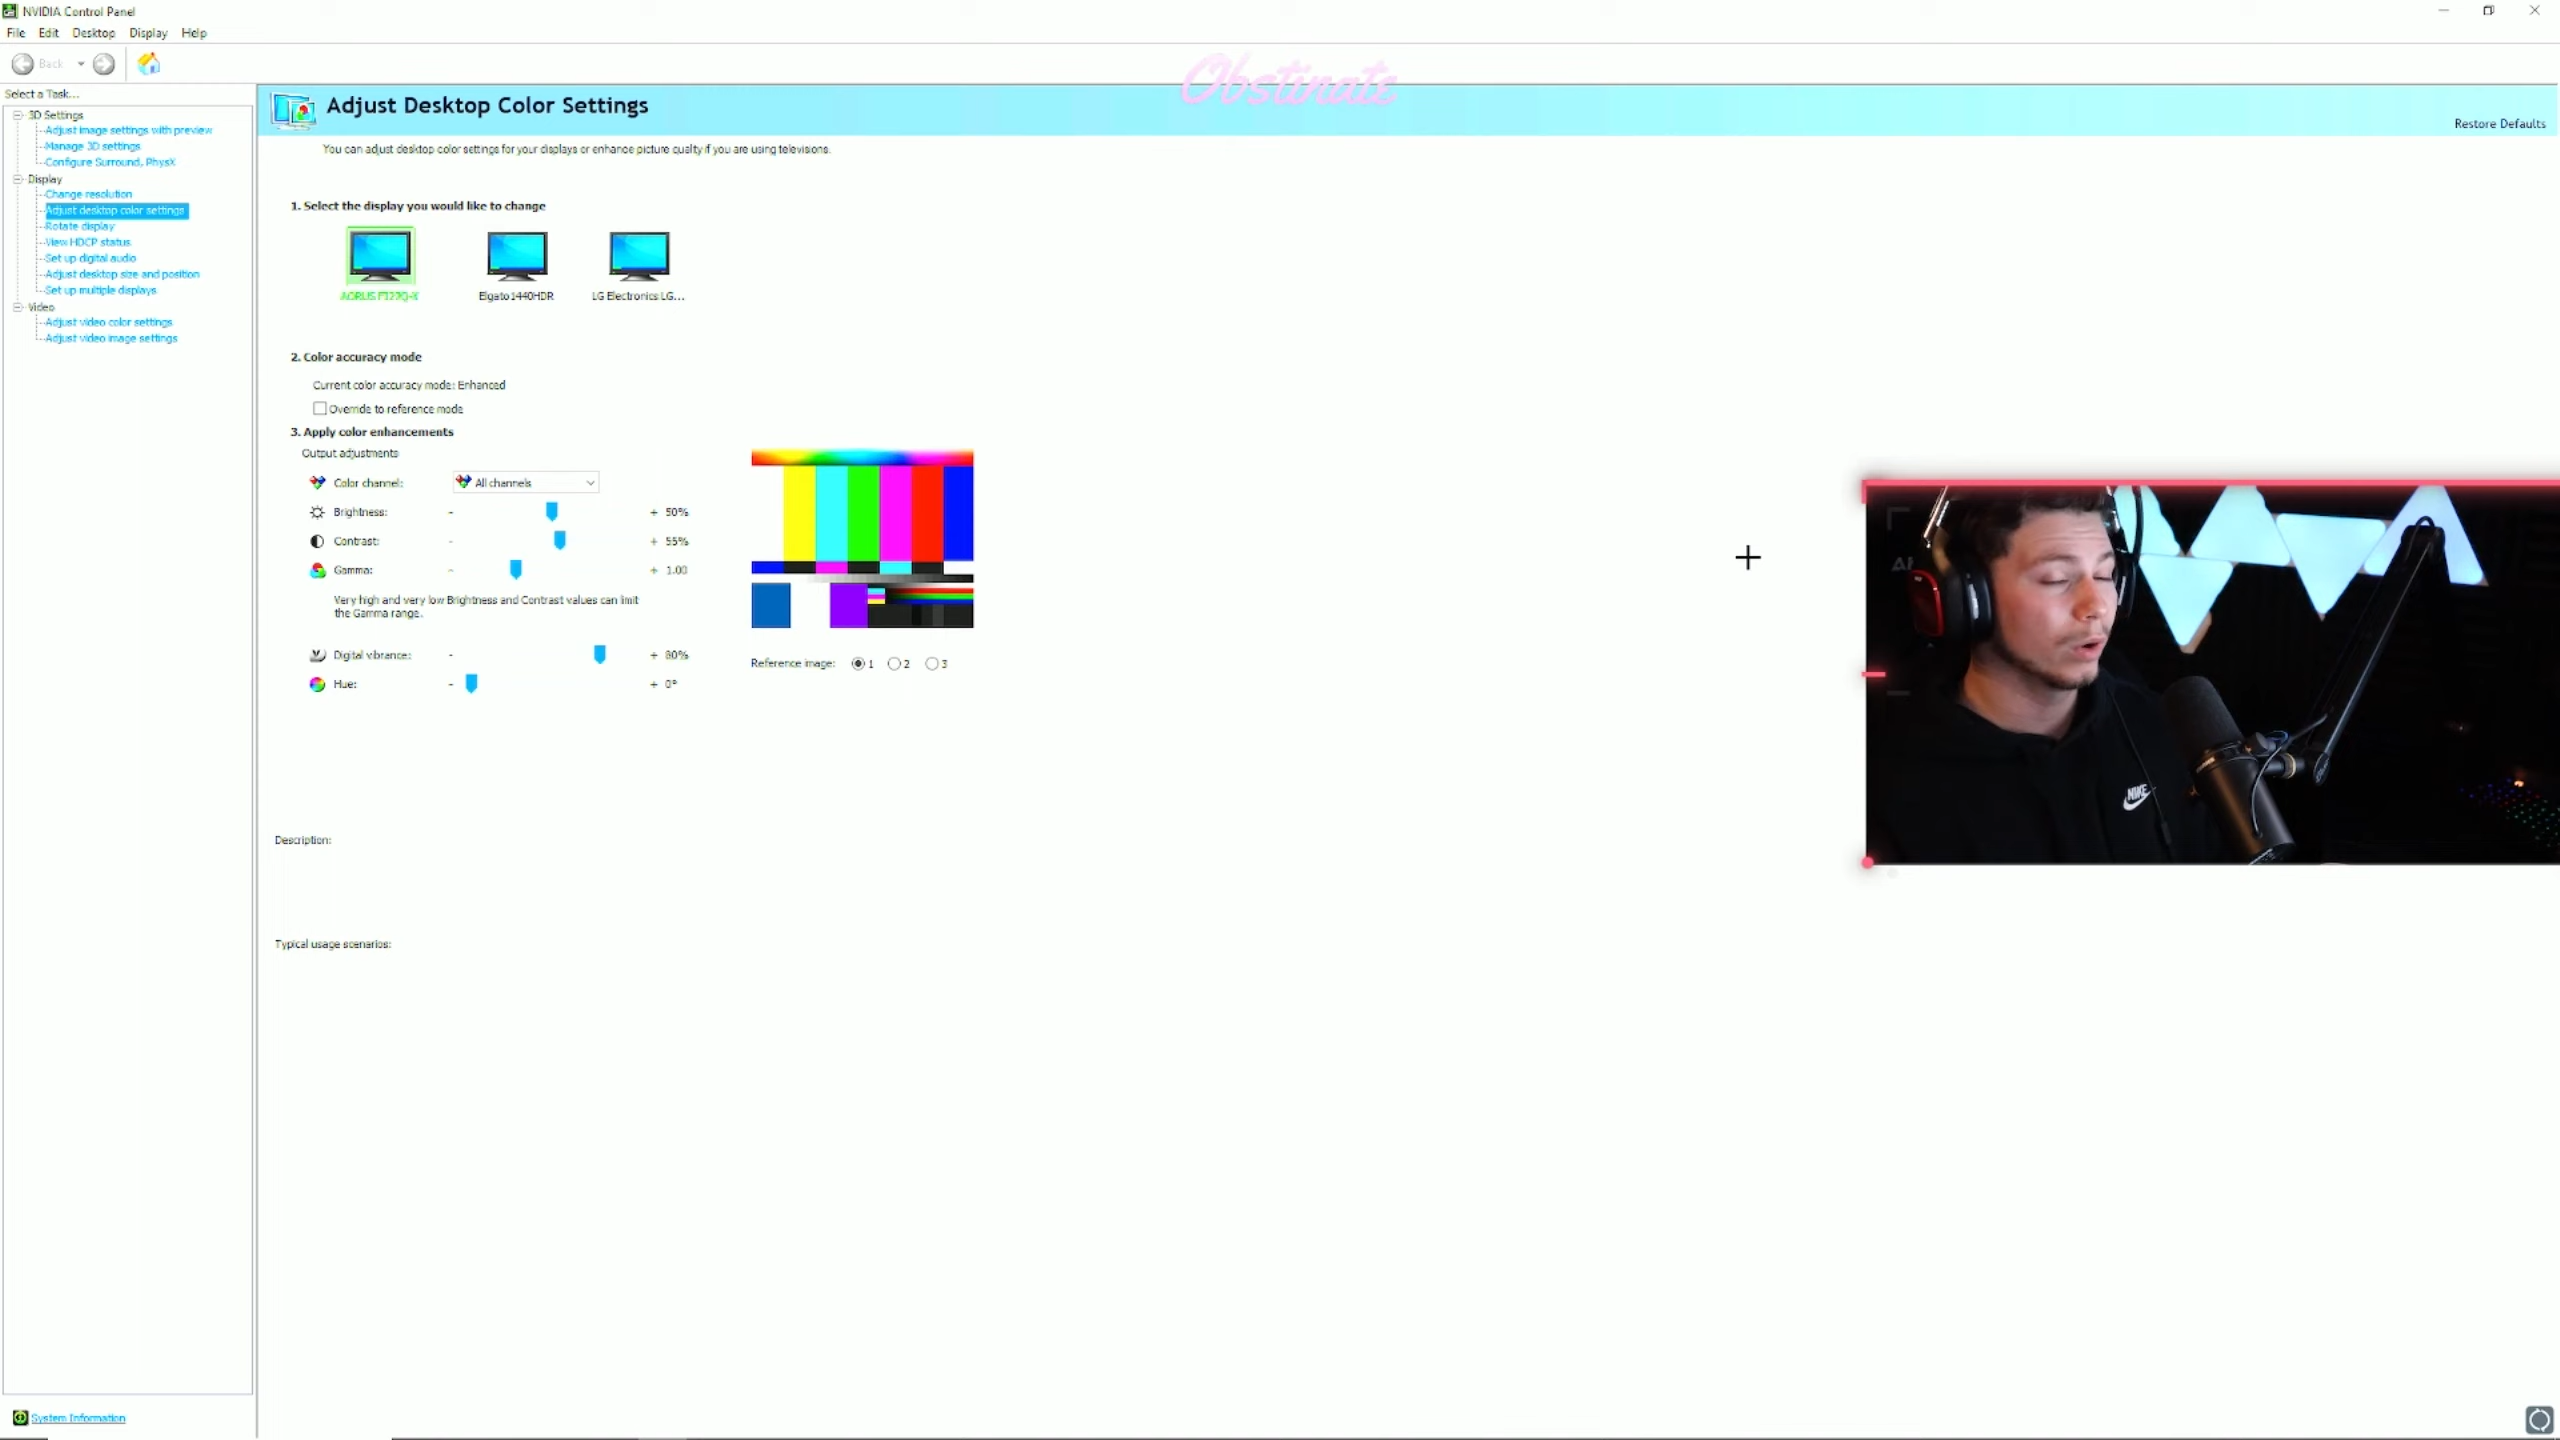 NVIDIA Control Panel
File Edit Desktop Display Help
Back
Obstinate
Select a Task...
3D Settings
Adjust image settings with preview
Manage 3D settings
Configure Surround, PhysX
Display
Change resolution
Adjust desktop color settings
Rotate display
View HDCP status
Set up digital audio
Adjust desktop size and position
Set up multiple displays
Video
Adjust video color settings
Adjust video image settings
System Information
Adjust Desktop Color Settings
Restore Defaults
You can adjust desktop color settings for your displays or enhance picture quality if you are using televisions.
1. Select the display you would like to change
AORUS FI27Q-X Elgato1440HDR LG Electronics LG...
2. Color accuracy mode
Current color accuracy mode: Enhanced
Override to reference mode
3. Apply color enhancements
Output adjustments
Color channel: All channels
Brightness: - + 50%
Contrast: - + 55%
Gamma: - + 1.00
Very high and very low Brightness and Contrast values can limit
the Gamma range.
Digital vibrance: - + 80%
Hue: - + 0°
Reference image: 1 2 3
Description:
Typical usage scenarios:
NIKE